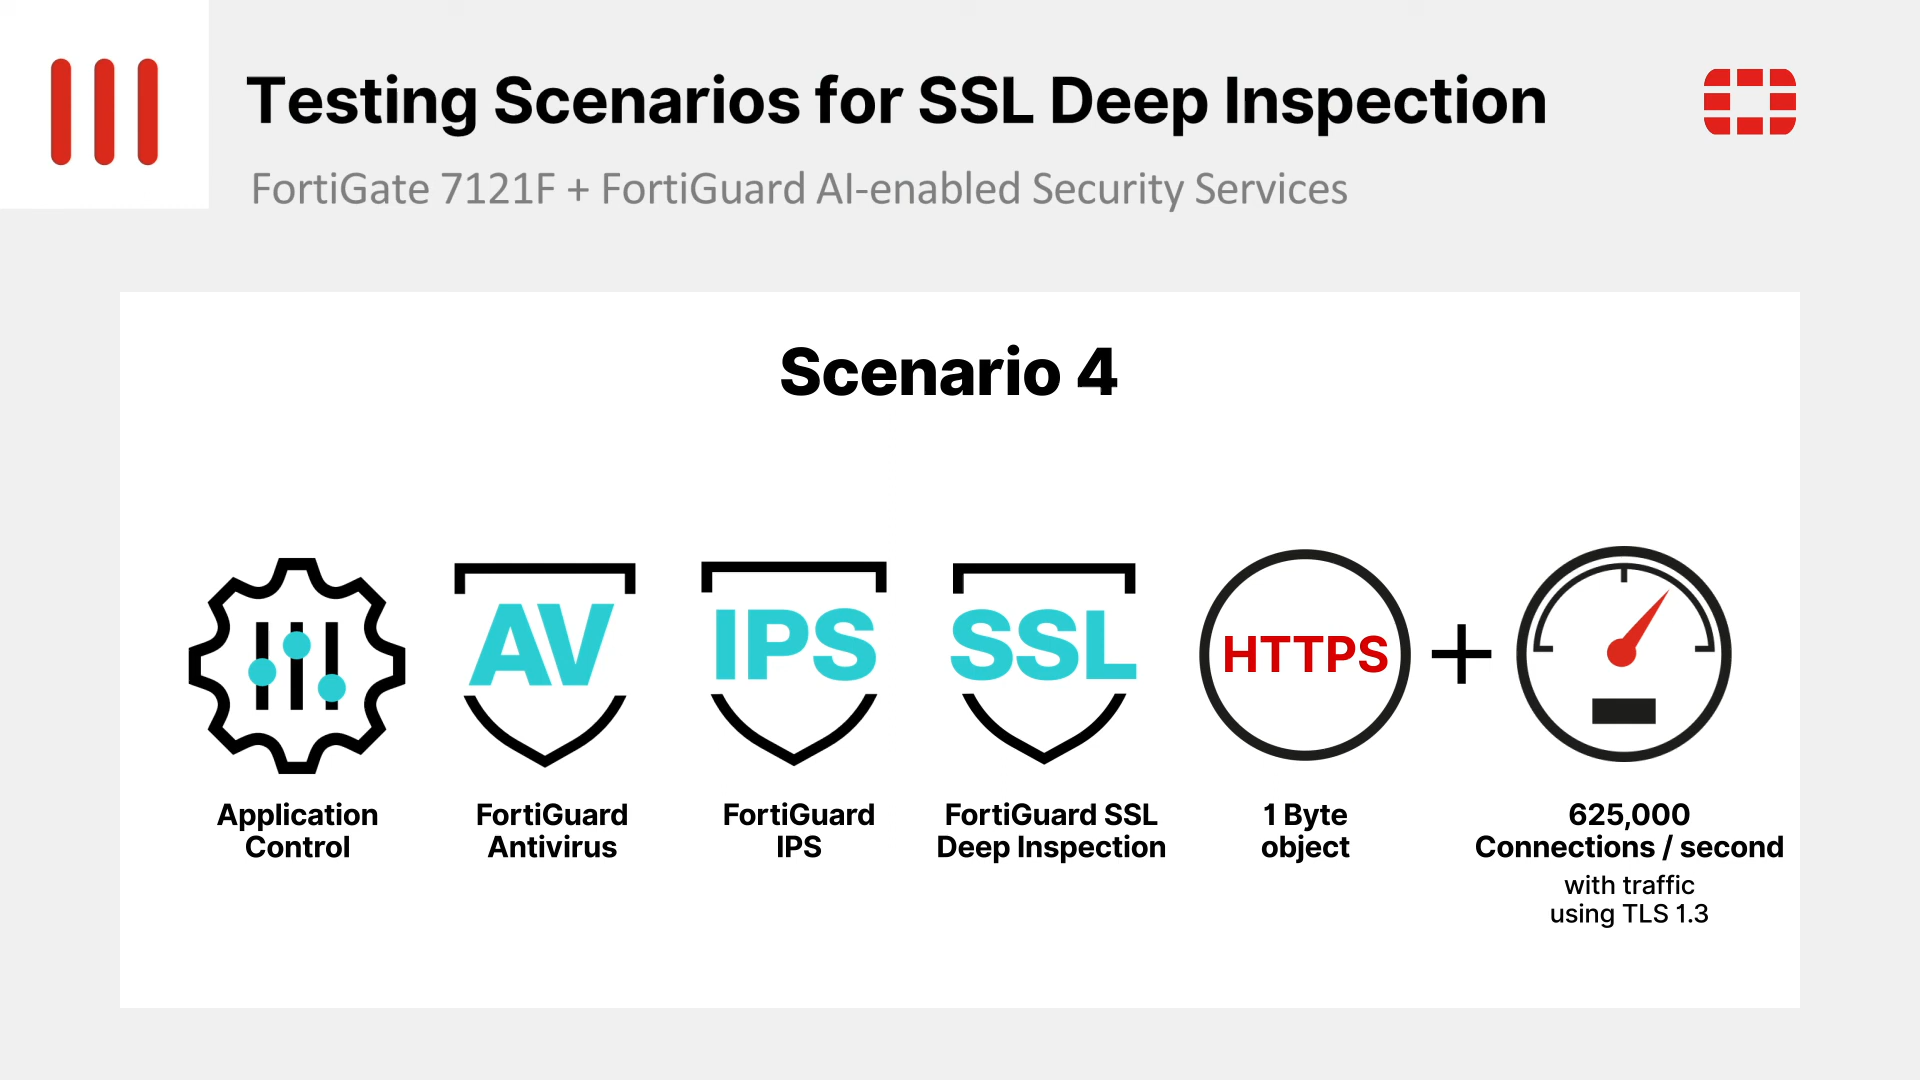 Testing Scenarios for SSL Deep Inspection
FortiGate 7121F + FortiGuard AI-enabled Security Services
Scenario 4
AV
IPS
SSL
HTTPS
+
Application
Control
FortiGuard
Antivirus
FortiGuard
IPS
FortiGuard SSL
Deep Inspection
1 Byte
object
625,000
Connections / second
with traffic
using TLS 1.3